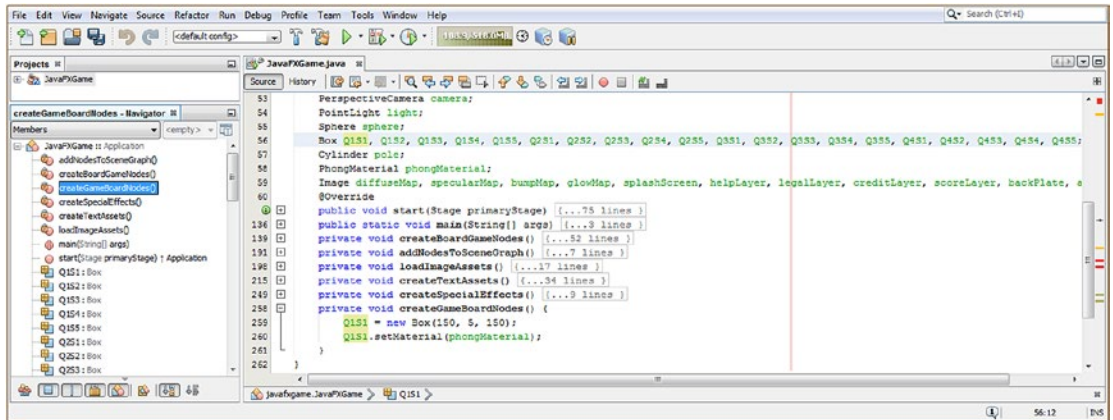 File Edit View Navigate Source Refactor Run Debug Profile Team Tools Window Help
Search (Ctrl+I)
<default config>
Projects
JavaFXGame
createGameBoardNodes - Navigator
Members
<empty>
JavaFXGame :: Application
addNodesToSceneGraph()
createBoardGameNodes()
createGameBoardNodes()
createSpecialEffects()
createTextAssets()
loadImageAssets()
main(String[] args)
start(Stage primaryStage) ↑ Application
Q1S1 : Box
Q1S2 : Box
Q1S3 : Box
Q1S4 : Box
Q1S5 : Box
Q2S1 : Box
Q2S2 : Box
Q2S3 : Box
JavaFXGame.java
Source History
53 PerspectiveCamera camera;
54 PointLight light;
55 Sphere sphere;
56 Box Q1S1, Q1S2, Q1S3, Q1S4, Q1S5, Q2S1, Q2S2, Q2S3, Q2S4, Q2S5, Q3S1, Q3S2, Q3S3, Q3S4, Q3S5, Q4S1, Q4S2, Q4S3, Q4S4, Q4S5;
57 Cylinder pole;
58 PhongMaterial phongMaterial;
59 Image diffuseMap, specularMap, bumpMap, glowMap, splashScreen, helpLayer, legalLayer, creditLayer, scoreLayer, backPlate, a
60 @Override
public void start(Stage primaryStage) {...75 lines }
136 public static void main(String[] args) {...3 lines }
139 private void createBoardGameNodes() {...52 lines }
191 private void addNodesToSceneGraph() {...7 lines }
198 private void loadImageAssets() {...17 lines }
215 private void createTextAssets() {...34 lines }
249 private void createSpecialEffects() {...9 lines }
258 private void createGameBoardNodes() {
259 Q1S1 = new Box(150, 5, 150);
260 Q1S1.setMaterial(phongMaterial);
261 }
262 }
javafxgame.JavaFXGame Q1S1
56:12 INS